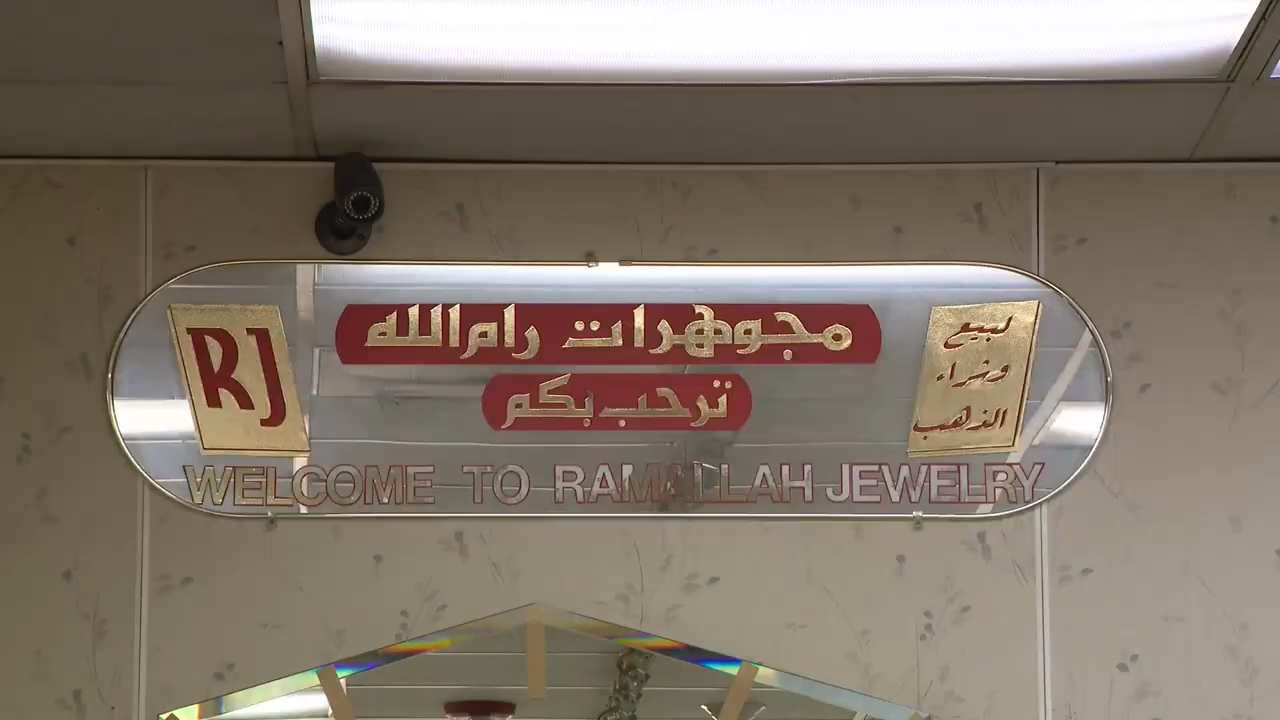 RJ
مجوهرات رام الله
ترحب بكم
لبيع
وشراء
الذهب
WELCOME TO RAMALLAH JEWELRY